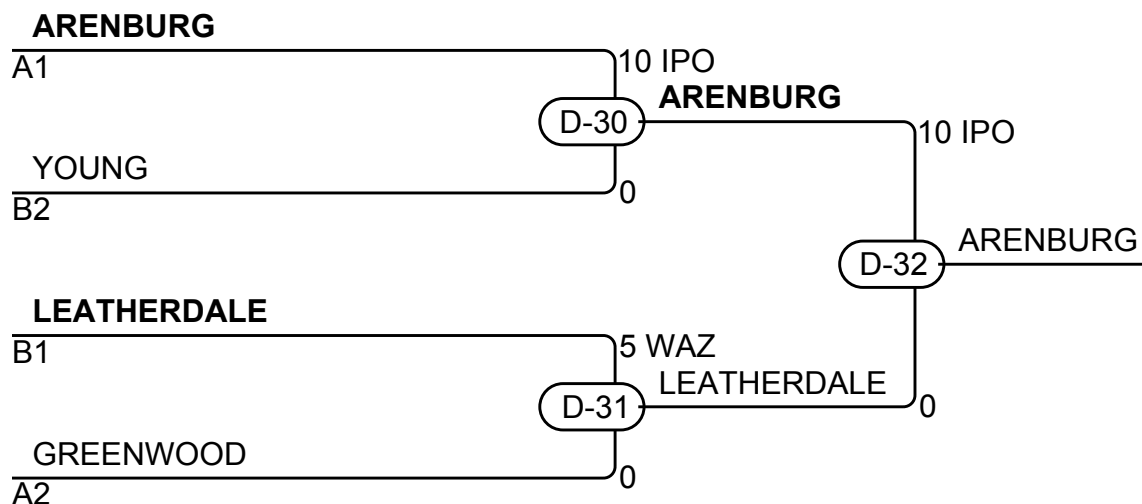 ARENBURG
A1
10 IPO
ARENBURG
D-30
10 IPO
YOUNG
B2
0
ARENBURG
D-32
LEATHERDALE
B1
5 WAZ
LEATHERDALE
D-31
0
GREENWOOD
A2
0